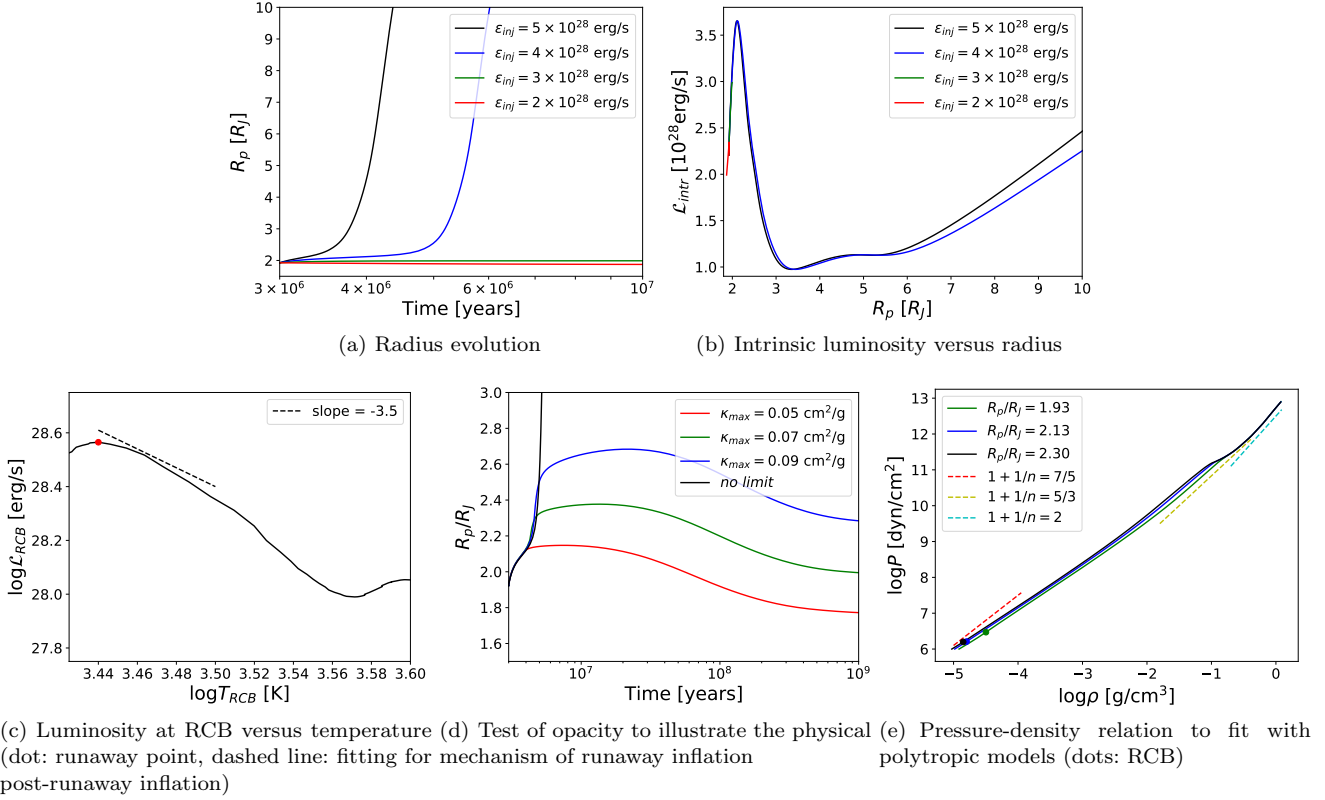 10
9
8
7
6
5
4
3
2
R_p [R_J]
ε_inj = 5 × 10^28 erg/s
ε_inj = 4 × 10^28 erg/s
ε_inj = 3 × 10^28 erg/s
ε_inj = 2 × 10^28 erg/s
3 × 10^6 4 × 10^6 6 × 10^6 10^7
Time [years]
(a) Radius evolution
3.5
3.0
2.5
2.0
1.5
1.0
ℒ_intr [10^28erg/s]
ε_inj = 5 × 10^28 erg/s
ε_inj = 4 × 10^28 erg/s
ε_inj = 3 × 10^28 erg/s
ε_inj = 2 × 10^28 erg/s
2 3 4 5 6 7 8 9 10
R_p [R_J]
(b) Intrinsic luminosity versus radius
28.6
28.4
28.2
28.0
27.8
logℒ_RCB [erg/s]
slope = -3.5
3.44 3.46 3.48 3.50 3.52 3.54 3.56 3.58 3.60
logT_RCB [K]
(c) Luminosity at RCB versus temperature
(dot: runaway point, dashed line: fitting for
post-runaway inflation)
3.0
2.8
2.6
2.4
2.2
2.0
1.8
1.6
R_p/R_J
κ_max = 0.05 cm^2/g
κ_max = 0.07 cm^2/g
κ_max = 0.09 cm^2/g
no limit
10^7 10^8 10^9
Time [years]
(d) Test of opacity to illustrate the physical
mechanism of runaway inflation
13
12
11
10
9
8
7
6
logP [dyn/cm^2]
R_p/R_J = 1.93
R_p/R_J = 2.13
R_p/R_J = 2.30
1 + 1/n = 7/5
1 + 1/n = 5/3
1 + 1/n = 2
−5 −4 −3 −2 −1 0
logρ [g/cm^3]
(e) Pressure-density relation to fit with
polytropic models (dots: RCB)